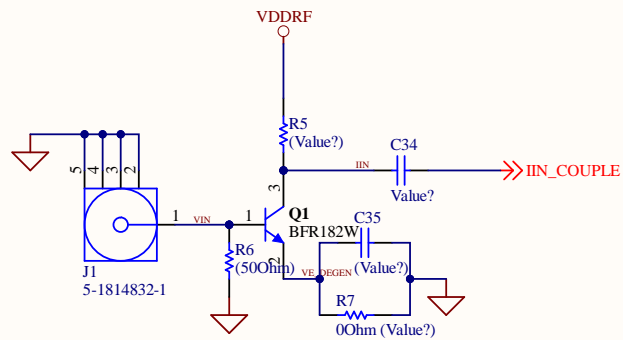 VDDRF
R5
(Value?)
C34
IIN
IIN_COUPLE
Value?
5
4
3
2
3
1
VIN
1
Q1
BFR182W
C35
R6
(50Ohm)
2
VE_DEGEN
(Value?)
J1
5-1814832-1
R7
0Ohm (Value?)